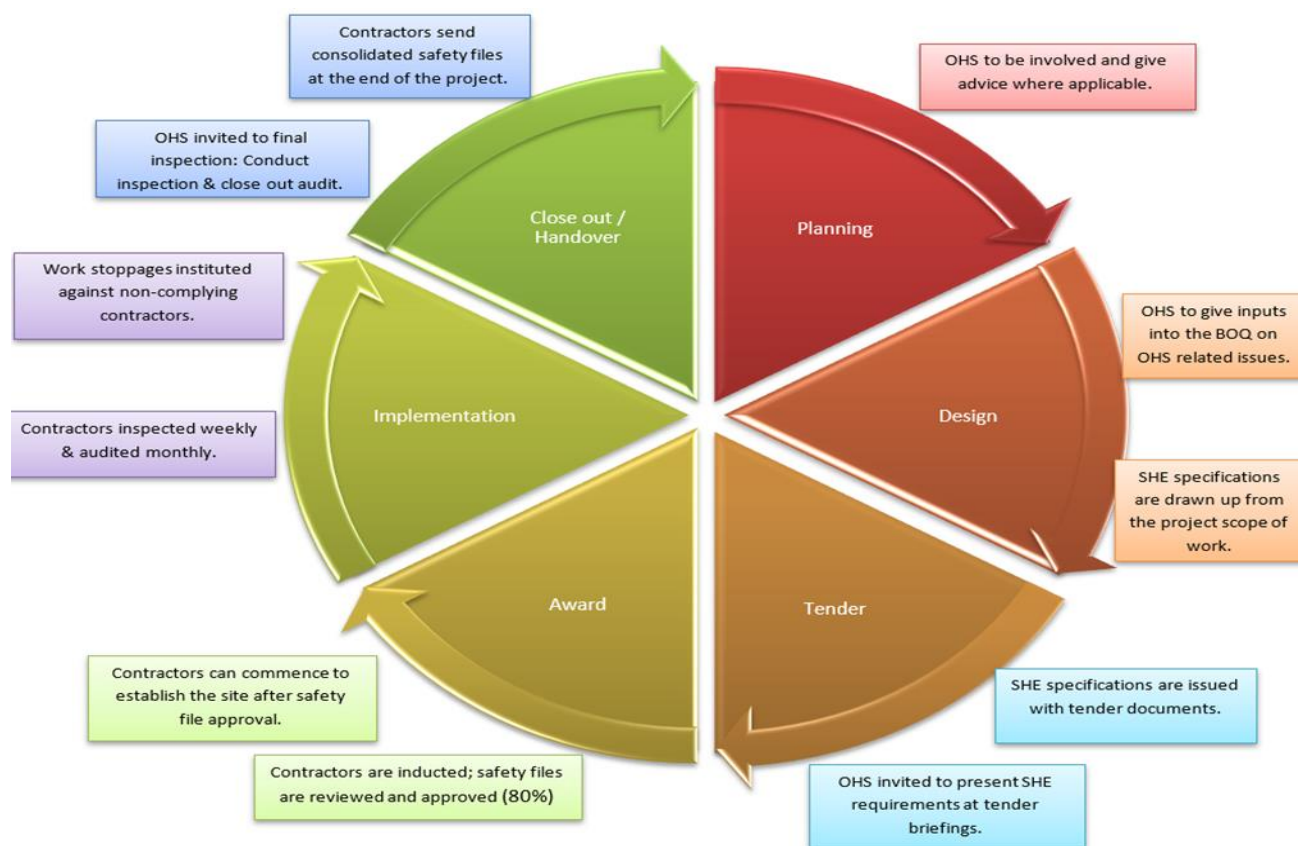 Contractors send
consolidated safety files
at the end of the project.
OHS to be involved and give
advice where applicable.
OHS invited to final
inspection: Conduct
inspection & close out audit.
Close out /
Handover
Planning
Work stoppages instituted
against non-complying
contractors.
OHS to give inputs
into the BOQ on
OHS related issues.
Implementation
Design
Contractors inspected weekly
& audited monthly.
SHE specifications
are drawn up from
the project scope of
work.
Award
Tender
Contractors can commence to
establish the site after safety
file approval.
SHE specifications are issued
with tender documents.
Contractors are inducted; safety files
are reviewed and approved (80%)
OHS invited to present SHE
requirements at tender
briefings.